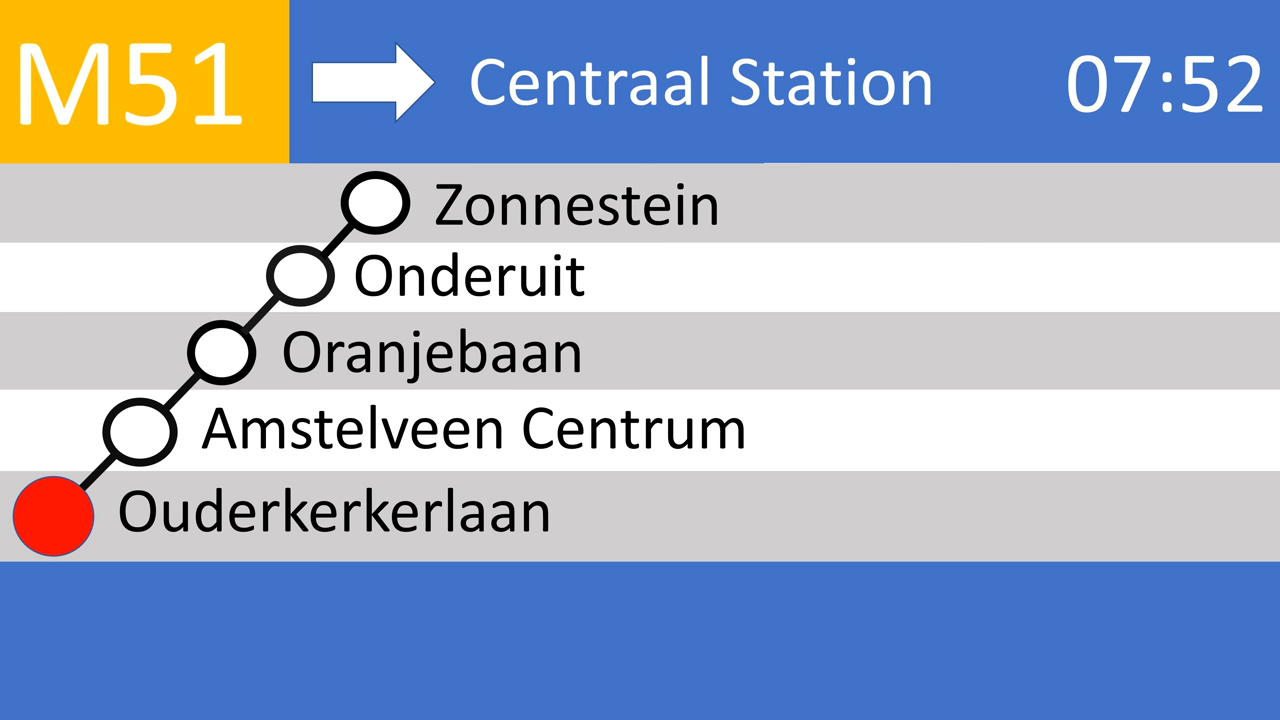 M51 Centraal Station 07:52
Zonnestein
Onderuit
Oranjebaan
Amstelveen Centrum
Ouderkerkerlaan